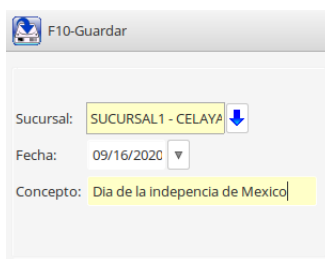 F10-Guardar
Sucursal: SUCURSAL1 - CELAYA
Fecha: 09/16/2020
Concepto: Dia de la indepencia de Mexico